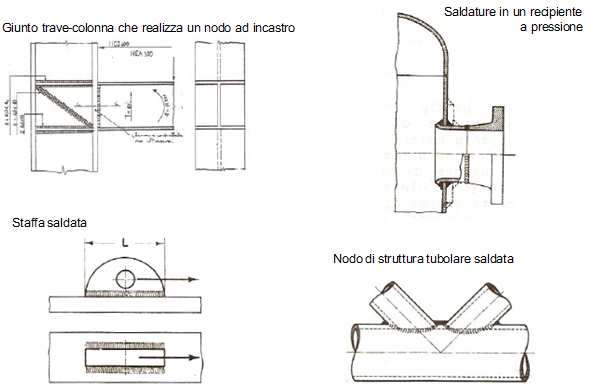 Giunto trave-colonna che realizza un nodo ad incastro
Saldature in un recipiente
a pressione
Staffa saldata
L
Nodo di struttura tubolare saldata